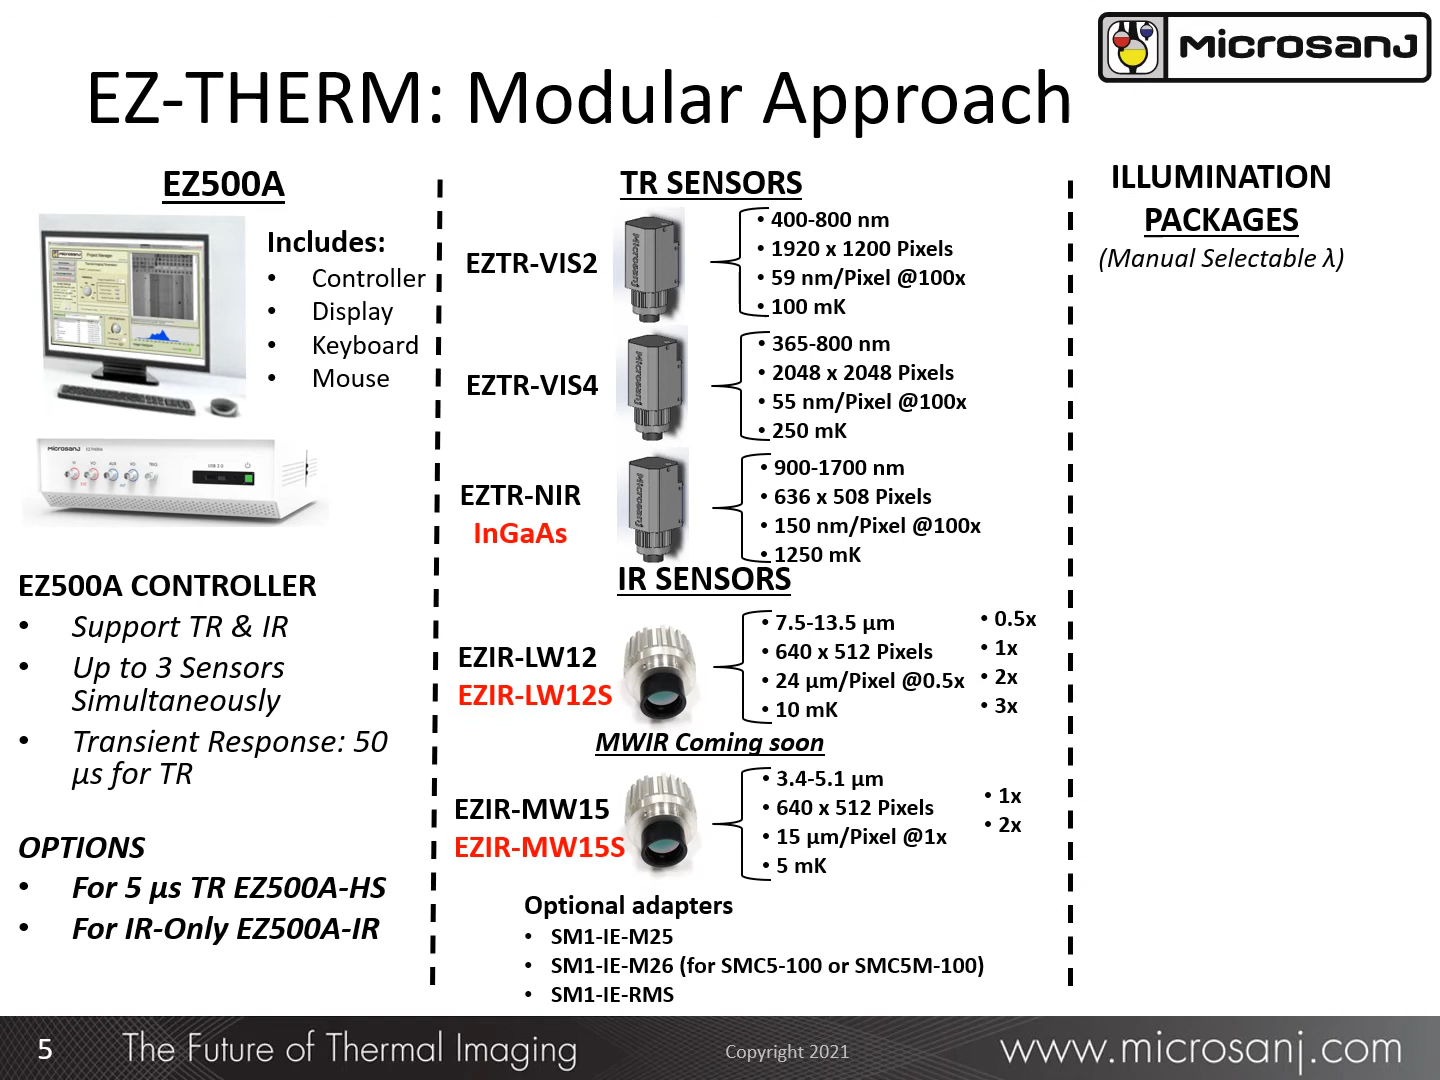 MicrosanJ
EZ-THERM: Modular Approach
EZ500A
Includes:
• Controller
• Display
• Keyboard
• Mouse
MicrosanJ EZTHERM
USB 2.0
EZ500A CONTROLLER
• Support TR & IR
• Up to 3 Sensors
Simultaneously
• Transient Response: 50
µs for TR
OPTIONS
• For 5 µs TR EZ500A-HS
• For IR-Only EZ500A-IR
TR SENSORS
EZTR-VIS2
Microsanj
• 400-800 nm
• 1920 x 1200 Pixels
• 59 nm/Pixel @100x
• 100 mK
EZTR-VIS4
Microsanj
• 365-800 nm
• 2048 x 2048 Pixels
• 55 nm/Pixel @100x
• 250 mK
EZTR-NIR
InGaAs
Microsanj
• 900-1700 nm
• 636 x 508 Pixels
• 150 nm/Pixel @100x
• 1250 mK
IR SENSORS
EZIR-LW12
EZIR-LW12S
• 7.5-13.5 µm
• 640 x 512 Pixels
• 24 µm/Pixel @0.5x
• 10 mK
• 0.5x
• 1x
• 2x
• 3x
MWIR Coming soon
EZIR-MW15
EZIR-MW15S
• 3.4-5.1 µm
• 640 x 512 Pixels
• 15 µm/Pixel @1x
• 5 mK
• 1x
• 2x
Optional adapters
• SM1-IE-M25
• SM1-IE-M26 (for SMC5-100 or SMC5M-100)
• SM1-IE-RMS
ILLUMINATION
PACKAGES
(Manual Selectable λ)
5
The Future of Thermal Imaging
Copyright 2021
www.microsanj.com